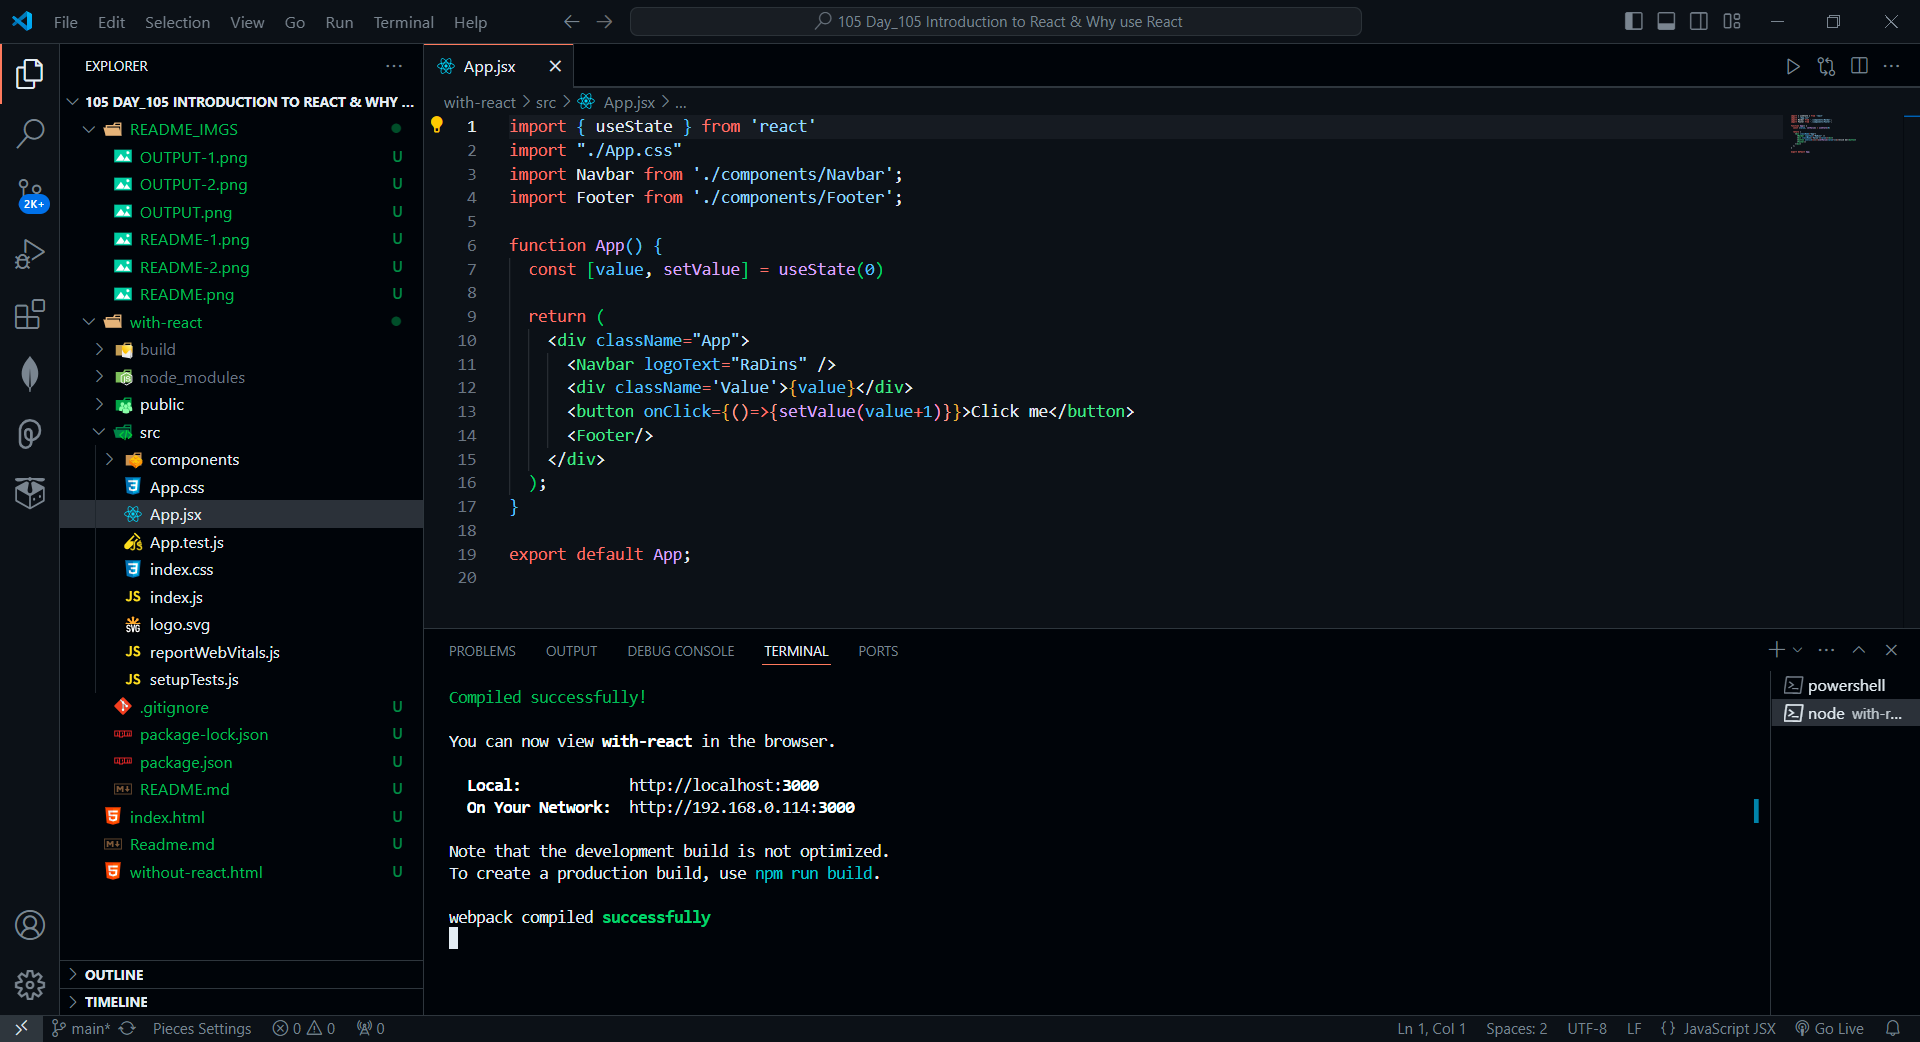 File Edit Selection View Go Run Terminal Help
105 Day_105 Introduction to React & Why use React
EXPLORER
105 DAY_105 INTRODUCTION TO REACT & WHY ...
README_IMGS
OUTPUT-1.png U
OUTPUT-2.png U
OUTPUT.png U
README-1.png U
README-2.png U
README.png U
with-react
build
node_modules
public
src
components
App.css
App.jsx
App.test.js
index.css
JS index.js
SVG logo.svg
JS reportWebVitals.js
JS setupTests.js
.gitignore U
package-lock.json U
package.json U
README.md U
index.html U
Readme.md U
without-react.html U
OUTLINE
TIMELINE
2K+
App.jsx
with-react > src > App.jsx > ...
1 import { useState } from 'react'
2 import "./App.css"
3 import Navbar from './components/Navbar';
4 import Footer from './components/Footer';
5
6 function App() {
7 const [value, setValue] = useState(0)
8
9 return (
10 <div className="App">
11 <Navbar logoText="RaDins" />
12 <div className='Value'>{value}</div>
13 <button onClick={()=>{setValue(value+1)}}>Click me</button>
14 <Footer/>
15 </div>
16 );
17 }
18
19 export default App;
20
PROBLEMS OUTPUT DEBUG CONSOLE TERMINAL PORTS
Compiled successfully!
You can now view with-react in the browser.
Local: http://localhost:3000
On Your Network: http://192.168.0.114:3000
Note that the development build is not optimized.
To create a production build, use npm run build.
webpack compiled successfully
powershell
node with-r...
main* Pieces Settings 0 0 0
Ln 1, Col 1 Spaces: 2 UTF-8 LF {} JavaScript JSX Go Live